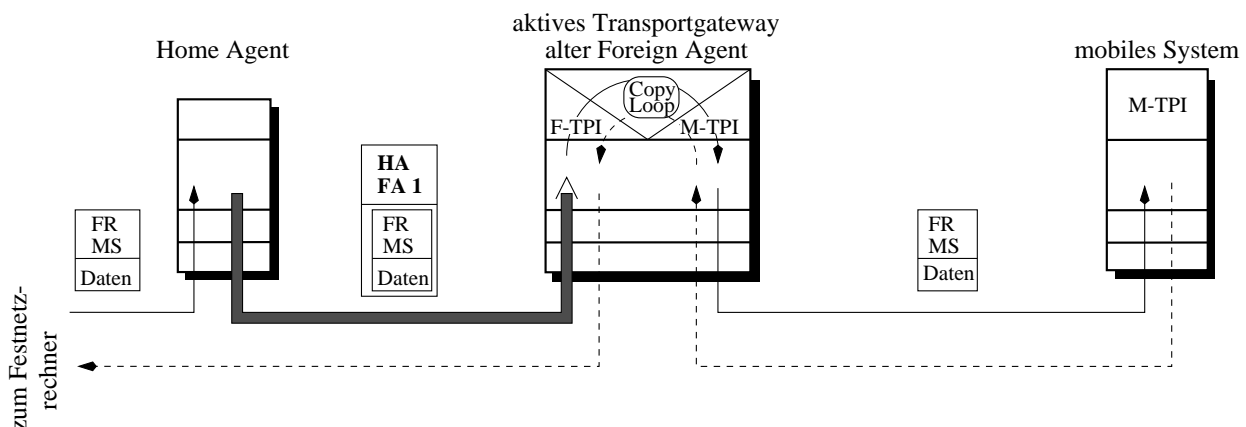 aktives Transportgateway
alter Foreign Agent
Home Agent
mobiles System
Copy
Loop
F-TPI
M-TPI
M-TPI
HA
FA 1
FR
MS
Daten
FR
MS
Daten
FR
MS
Daten
zum Festnetz-
rechner